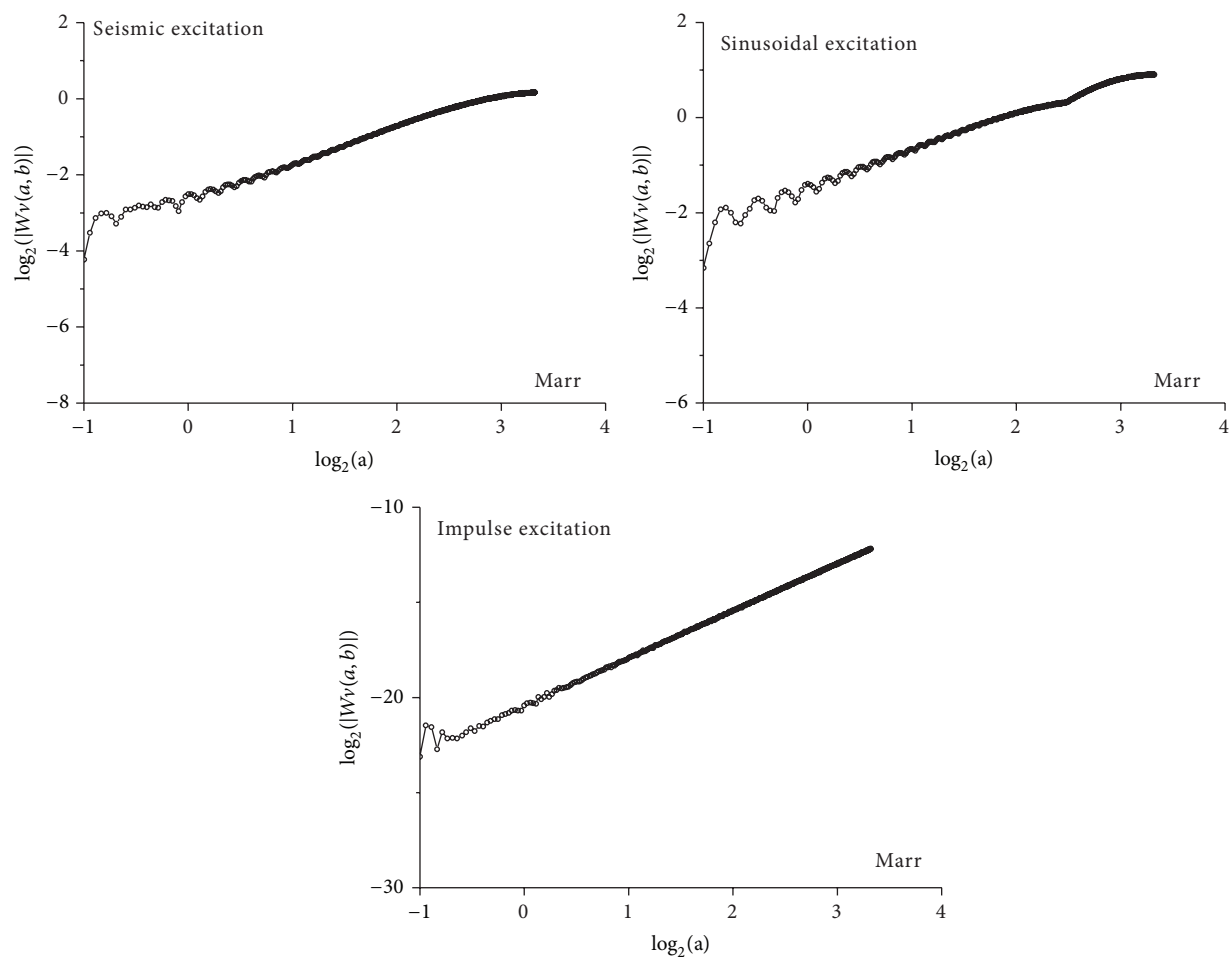 Seismic excitation
2
0
−2
−4
−6
−8
log₂(|Wv(a, b)|)
−1 0 1 2 3 4
log₂(a)
Marr
Sinusoidal excitation
2
0
−2
−4
−6
log₂(|Wv(a, b)|)
−1 0 1 2 3 4
log₂(a)
Marr
Impulse excitation
−10
−20
−30
log₂(|Wv(a, b)|)
−1 0 1 2 3 4
log₂(a)
Marr